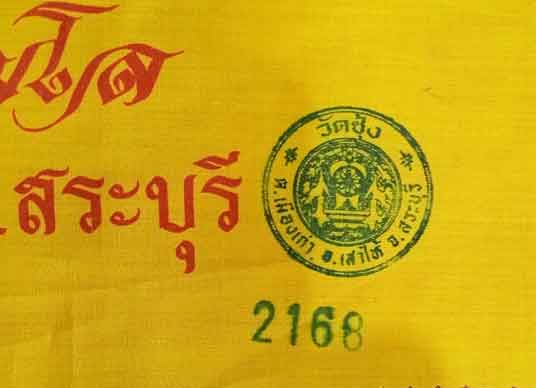 .สระบุรี
วัดยุ้ง
ต.เมืองเก่า. อ.เสาไห้ จ.สระบุรี
2168